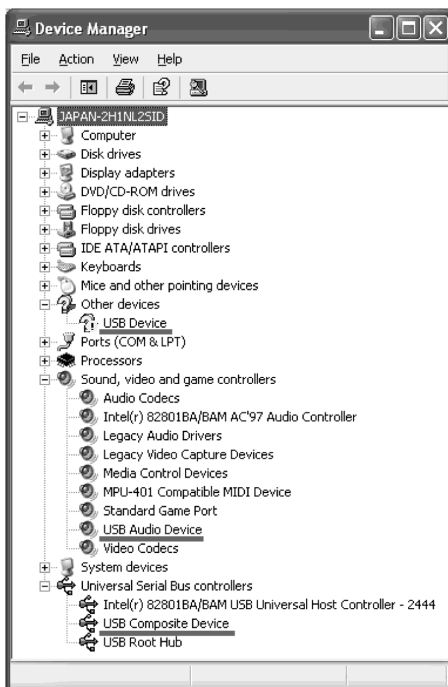 Device Manager
File Action View Help
JAPAN-2H1NL2SID
Computer
Disk drives
Display adapters
DVD/CD-ROM drives
Floppy disk controllers
Floppy disk drives
IDE ATA/ATAPI controllers
Keyboards
Mice and other pointing devices
Other devices
USB Device
Ports (COM & LPT)
Processors
Sound, video and game controllers
Audio Codecs
Intel(r) 82801BA/BAM AC'97 Audio Controller
Legacy Audio Drivers
Legacy Video Capture Devices
Media Control Devices
MPU-401 Compatible MIDI Device
Standard Game Port
USB Audio Device
Video Codecs
System devices
Universal Serial Bus controllers
Intel(r) 82801BA/BAM USB Universal Host Controller - 2444
USB Composite Device
USB Root Hub